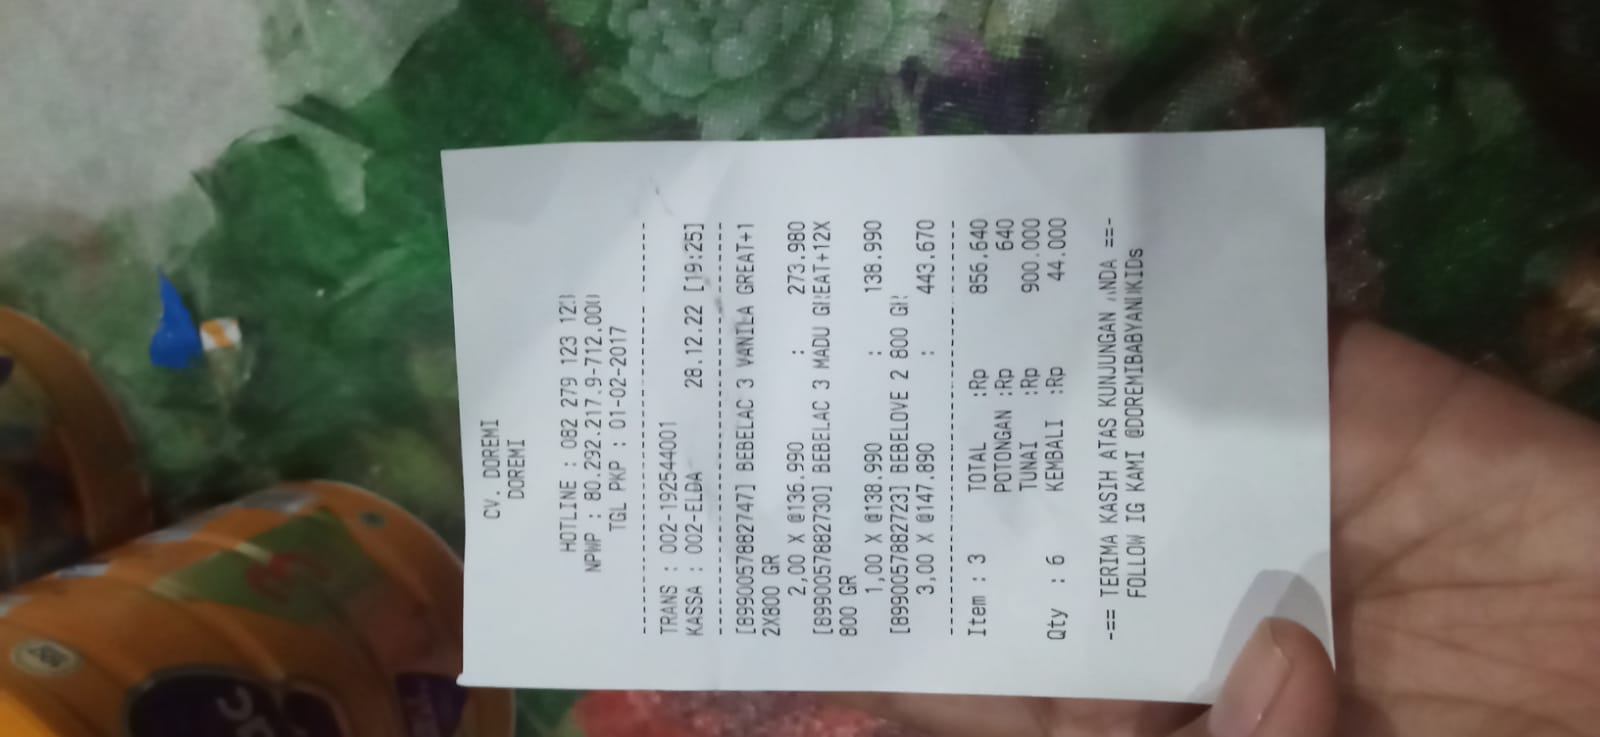 CV. DOREMI
DOREMI
HOTLINE : 082 279 123 123
NPWP : 80.292.217.9-712.000
TGL PKP : 01-02-2017
TRANS : 002-192544001
KASSA : 002-ELDA 28.12.22 [19:25]
[8990057882747] BEBELAC 3 VANILA GREAT+1
2X800 GR
2,00 X @136.990 : 273.980
[8990057882730] BEBELAC 3 MADU GREAT+12X
800 GR
1,00 X @138.990 : 138.990
[8990057882723] BEBELOVE 2 800 GR
3,00 X @147.890 : 443.670
Item : 3 TOTAL :Rp 856.640
POTONGAN :Rp 640
TUNAI :Rp 900.000
Qty : 6 KEMBALI :Rp 44.000
-== TERIMA KASIH ATAS KUNJUNGAN ANDA ==-
FOLLOW IG KAMI @DOREMIBABYANDKIDs